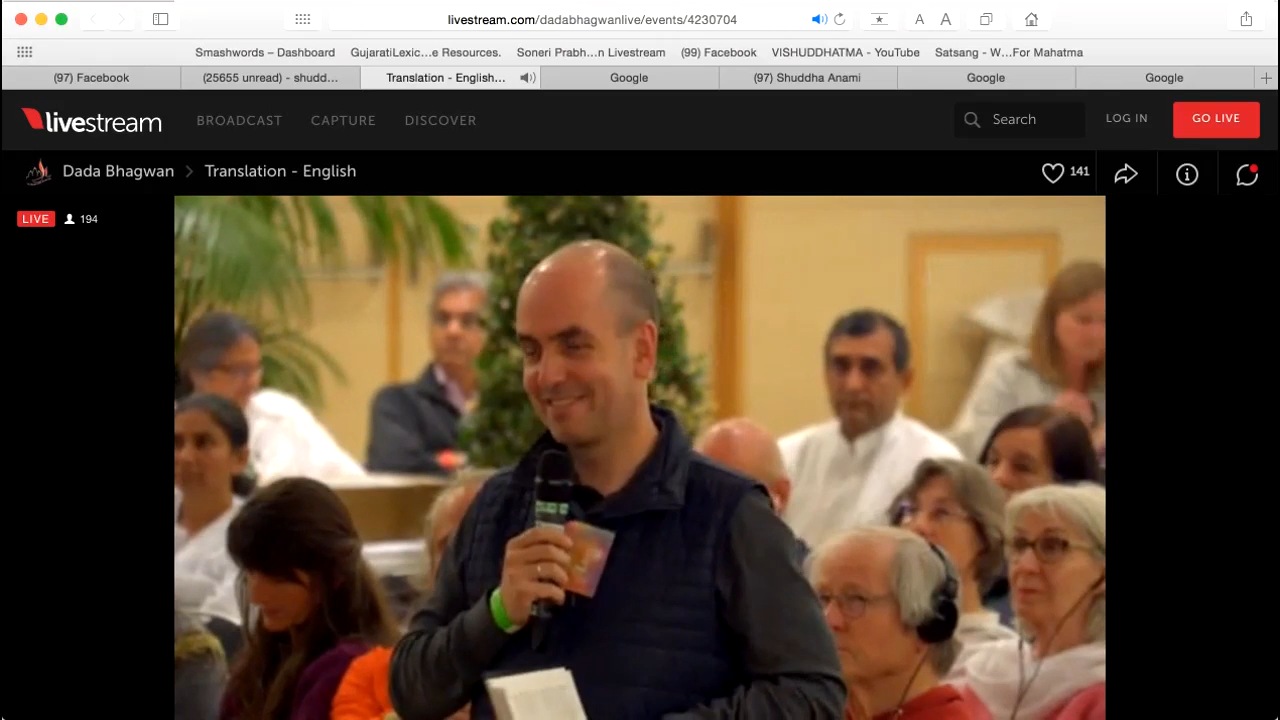 livestream.com/dadabhagwanlive/events/4230704
A A
Smashwords – Dashboard GujaratiLexic...e Resources. Soneri Prabh...n Livestream (99) Facebook VISHUDDHATMA - YouTube Satsang - W...For Mahatma
(97) Facebook (25655 unread) - shudd... Translation - English... Google (97) Shuddha Anami Google Google
livestream BROADCAST CAPTURE DISCOVER Search LOG IN GO LIVE
Dada Bhagwan > Translation - English 141
LIVE 194